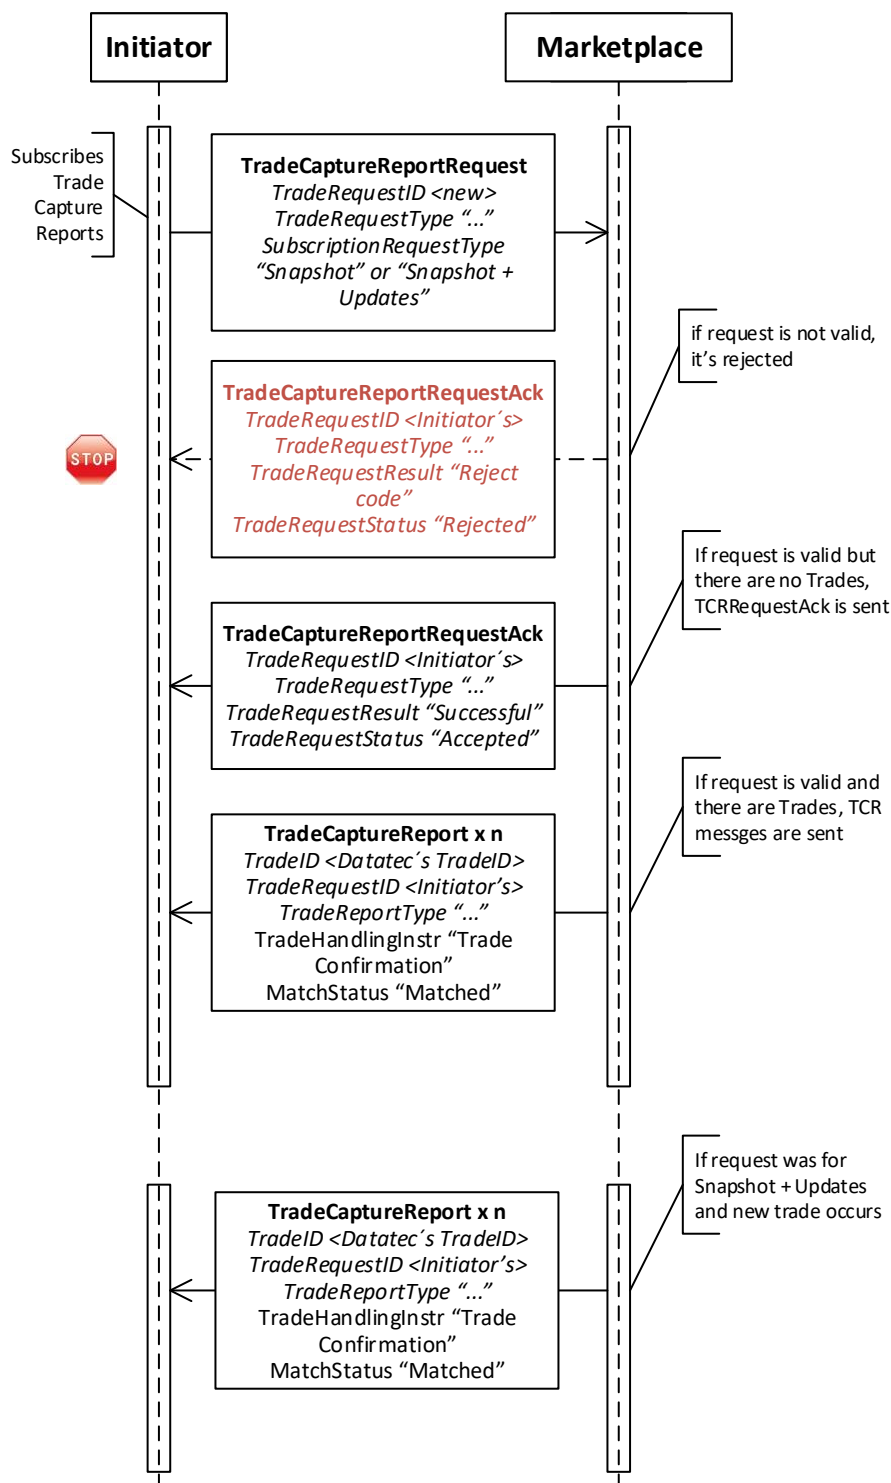 Initiator
Marketplace
Subscribes
Trade
Capture
Reports
TradeCaptureReportRequest
TradeRequestID <new>
TradeRequestType “...”
SubscriptionRequestType
“Snapshot” or “Snapshot +
Updates”
if request is not valid,
it’s rejected
TradeCaptureReportRequestAck
TradeRequestID <Initiator´s>
TradeRequestType “...”
TradeRequestResult “Reject
code”
TradeRequestStatus “Rejected”
STOP
If request is valid but
there are no Trades,
TCRRequestAck is sent
TradeCaptureReportRequestAck
TradeRequestID <Initiator´s>
TradeRequestType “...”
TradeRequestResult “Successful”
TradeRequestStatus “Accepted”
If request is valid and
there are Trades, TCR
messges are sent
TradeCaptureReport x n
TradeID <Datatec´s TradeID>
TradeRequestID <Initiator’s>
TradeReportType “...”
TradeHandlingInstr “Trade
Confirmation”
MatchStatus “Matched”
If request was for
Snapshot + Updates
and new trade occurs
TradeCaptureReport x n
TradeID <Datatec´s TradeID>
TradeRequestID <Initiator’s>
TradeReportType “...”
TradeHandlingInstr “Trade
Confirmation”
MatchStatus “Matched”